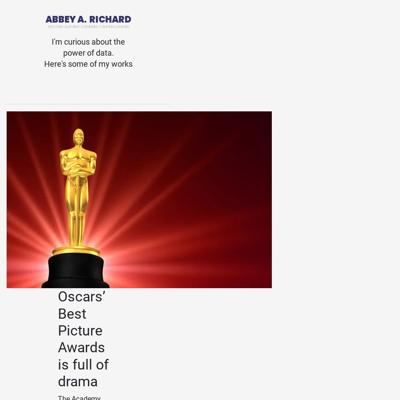 ABBEY A. RICHARD
I'm curious about the
power of data.
Here's some of my works
Oscars'
Best
Picture
Awards
is full of
drama
The Academy